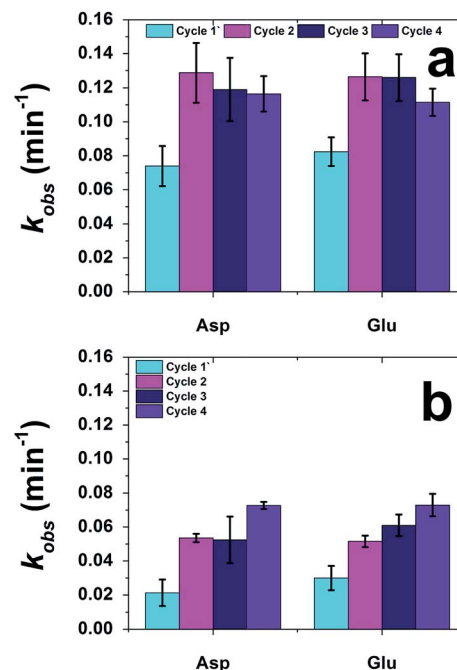 Cycle 1` Cycle 2 Cycle 3 Cycle 4
a
0.16
0.14
0.12
0.10
0.08
0.06
0.04
0.02
0.00
k_obs (min⁻¹)
Asp Glu
Cycle 1`
Cycle 2
Cycle 3
Cycle 4
b
0.16
0.14
0.12
0.10
0.08
0.06
0.04
0.02
0.00
k_obs (min⁻¹)
Asp Glu